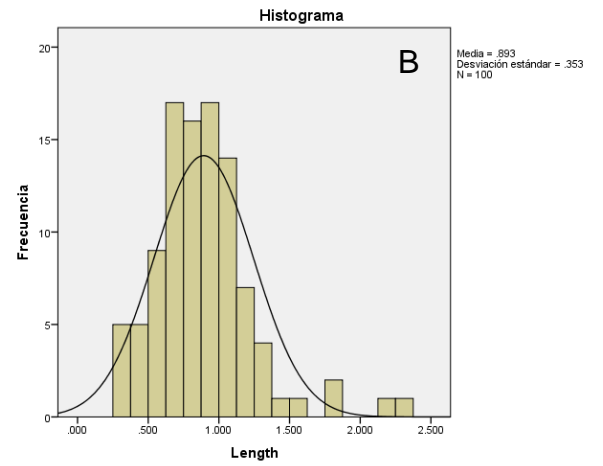 Histograma
B
Media = .893
Desviación estándar = .353
N = 100
20
15
10
5
0
Frecuencia
.000 .500 1.000 1.500 2.000 2.500
Length